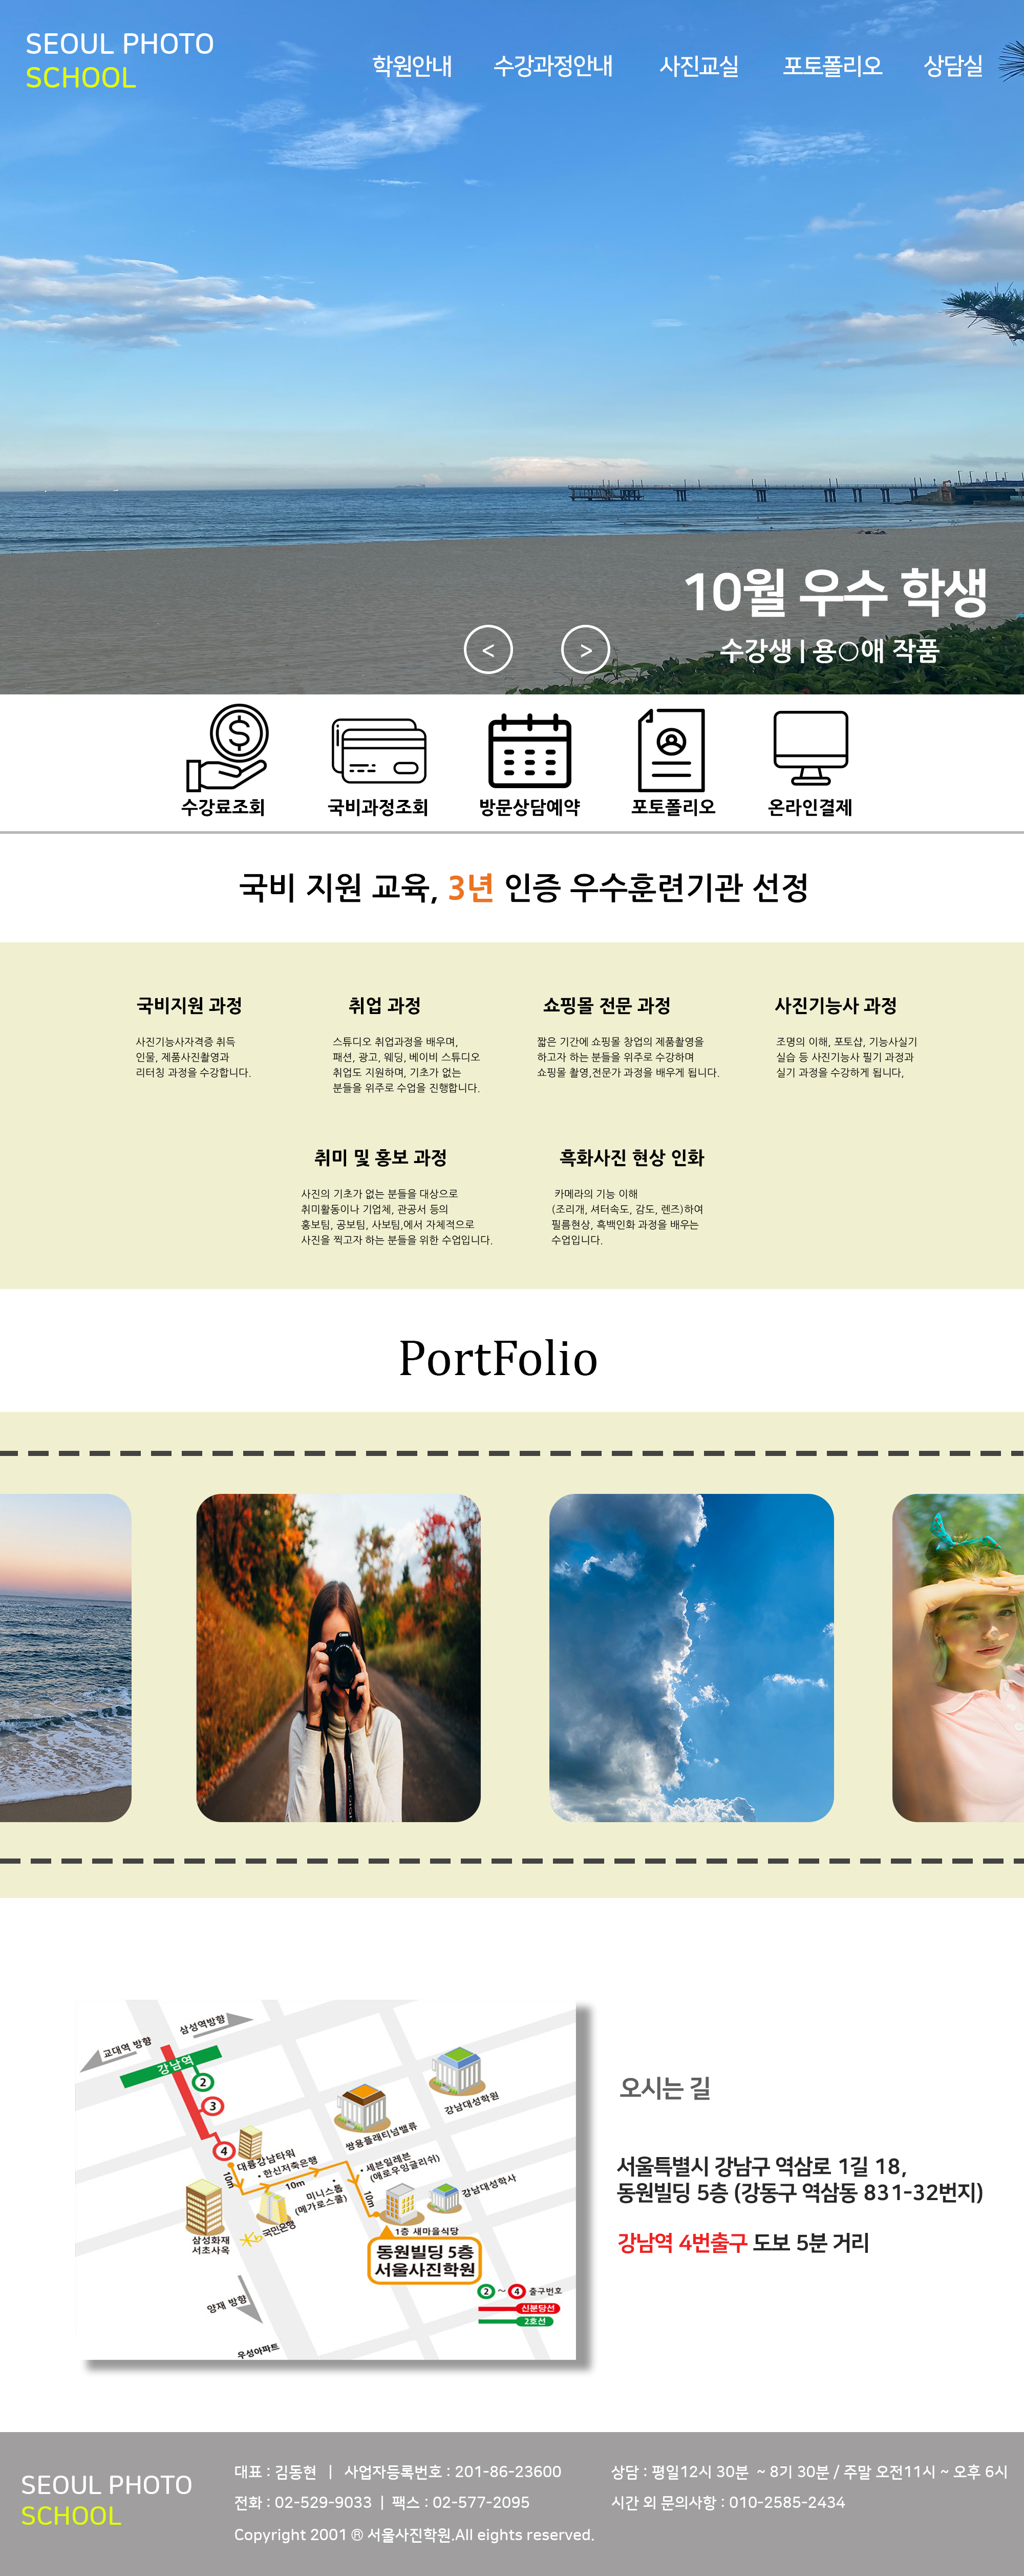 SEOUL PHOTO
SCHOOL
학원안내 수강과정안내 사진교실 포토폴리오 상담실
10월 우수 학생
< >
수강생 | 용○애 작품
수강료조회 국비과정조회 방문상담예약 포토폴리오 온라인결제
국비 지원 교육, 3년 인증 우수훈련기관 선정
국비지원 과정
사진기능사자격증 취득
인물, 제품사진촬영과
리터칭 과정을 수강합니다.
취업 과정
스튜디오 취업과정을 배우며,
패션, 광고, 웨딩, 베이비 스튜디오
취업도 지원하며, 기초가 없는
분들을 위주로 수업을 진행합니다.
쇼핑몰 전문 과정
짧은 기간에 쇼핑몰 창업의 제품촬영을
하고자 하는 분들을 위주로 수강하며
쇼핑몰 촬영,전문가 과정을 배우게 됩니다.
사진기능사 과정
조명의 이해, 포토샵, 기능사실기
실습 등 사진기능사 필기 과정과
실기 과정을 수강하게 됩니다,
취미 및 홍보 과정
사진의 기초가 없는 분들을 대상으로
취미활동이나 기업체, 관공서 등의
홍보팀, 공보팀, 사보팀,에서 자체적으로
사진을 찍고자 하는 분들을 위한 수업입니다.
흑화사진 현상 인화
카메라의 기능 이해
(조리개, 셔터속도, 감도, 렌즈)하여
필름현상, 흑백인화 과정을 배우는
수업입니다.
PortFolio
삼성역방향
교대역 방향
강남역
2
3
4
강남대성학원
쌍용플래티넘밸류
대륭강남타워
• 한신저축은행
• 세븐일레븐
(애로우잉글리쉬)
10m
10m
10m
미니스톱
(메가로스쿨)
강남대성학사
국민은행
삼성화재
서초사옥
1층 새마을식당
동원빌딩 5층
서울사진학원
2 ~ 4 출구번호
신분당선
2호선
양재 방향
우성아파트
오시는 길
서울특별시 강남구 역삼로 1길 18,
동원빌딩 5층 (강동구 역삼동 831-32번지)
강남역 4번출구 도보 5분 거리
SEOUL PHOTO
SCHOOL
대표 : 김동현 | 사업자등록번호 : 201-86-23600
전화 : 02-529-9033 | 팩스 : 02-577-2095
Copyright 2001 ® 서울사진학원.All eights reserved.
상담 : 평일12시 30분 ~ 8기 30분 / 주말 오전11시 ~ 오후 6시
시간 외 문의사항 : 010-2585-2434